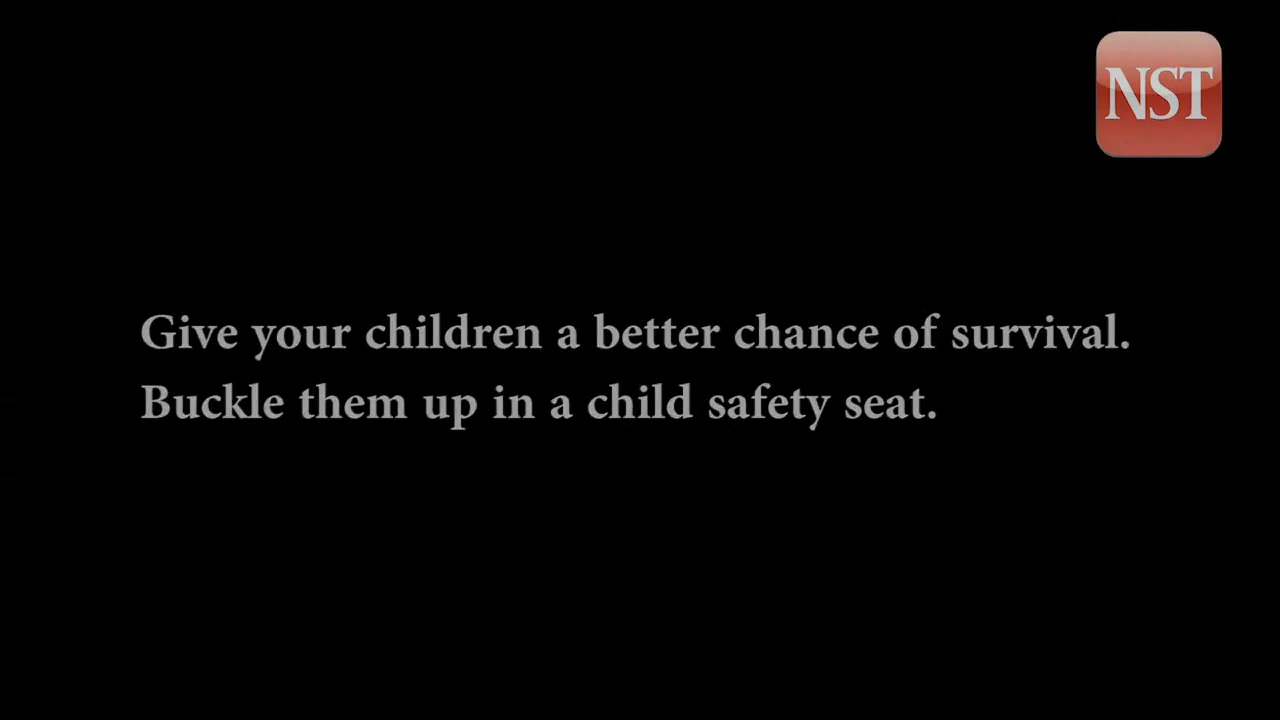 NST
Give your children a better chance of survival.
Buckle them up in a child safety seat.